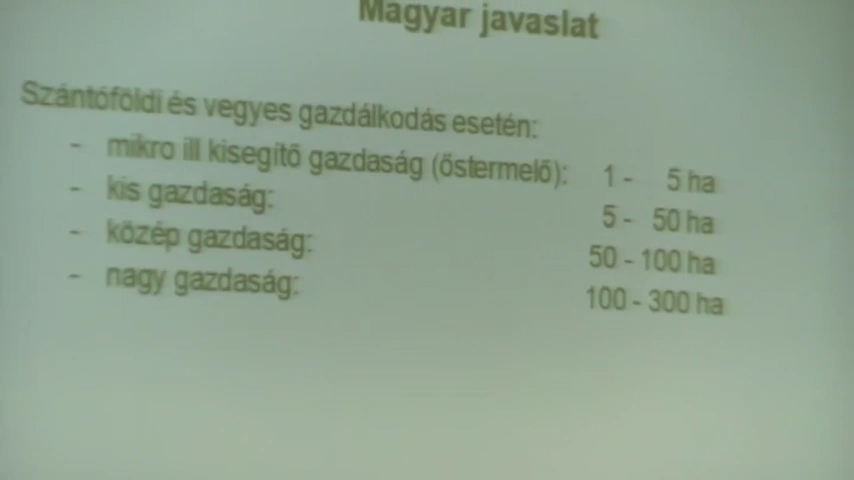 Magyar javaslat
Szántóföldi és vegyes gazdálkodás esetén:
- mikro ill kisegítő gazdaság (őstermelő): 1 - 5 ha
- kis gazdaság: 5 - 50 ha
- közép gazdaság: 50 - 100 ha
- nagy gazdaság: 100 - 300 ha